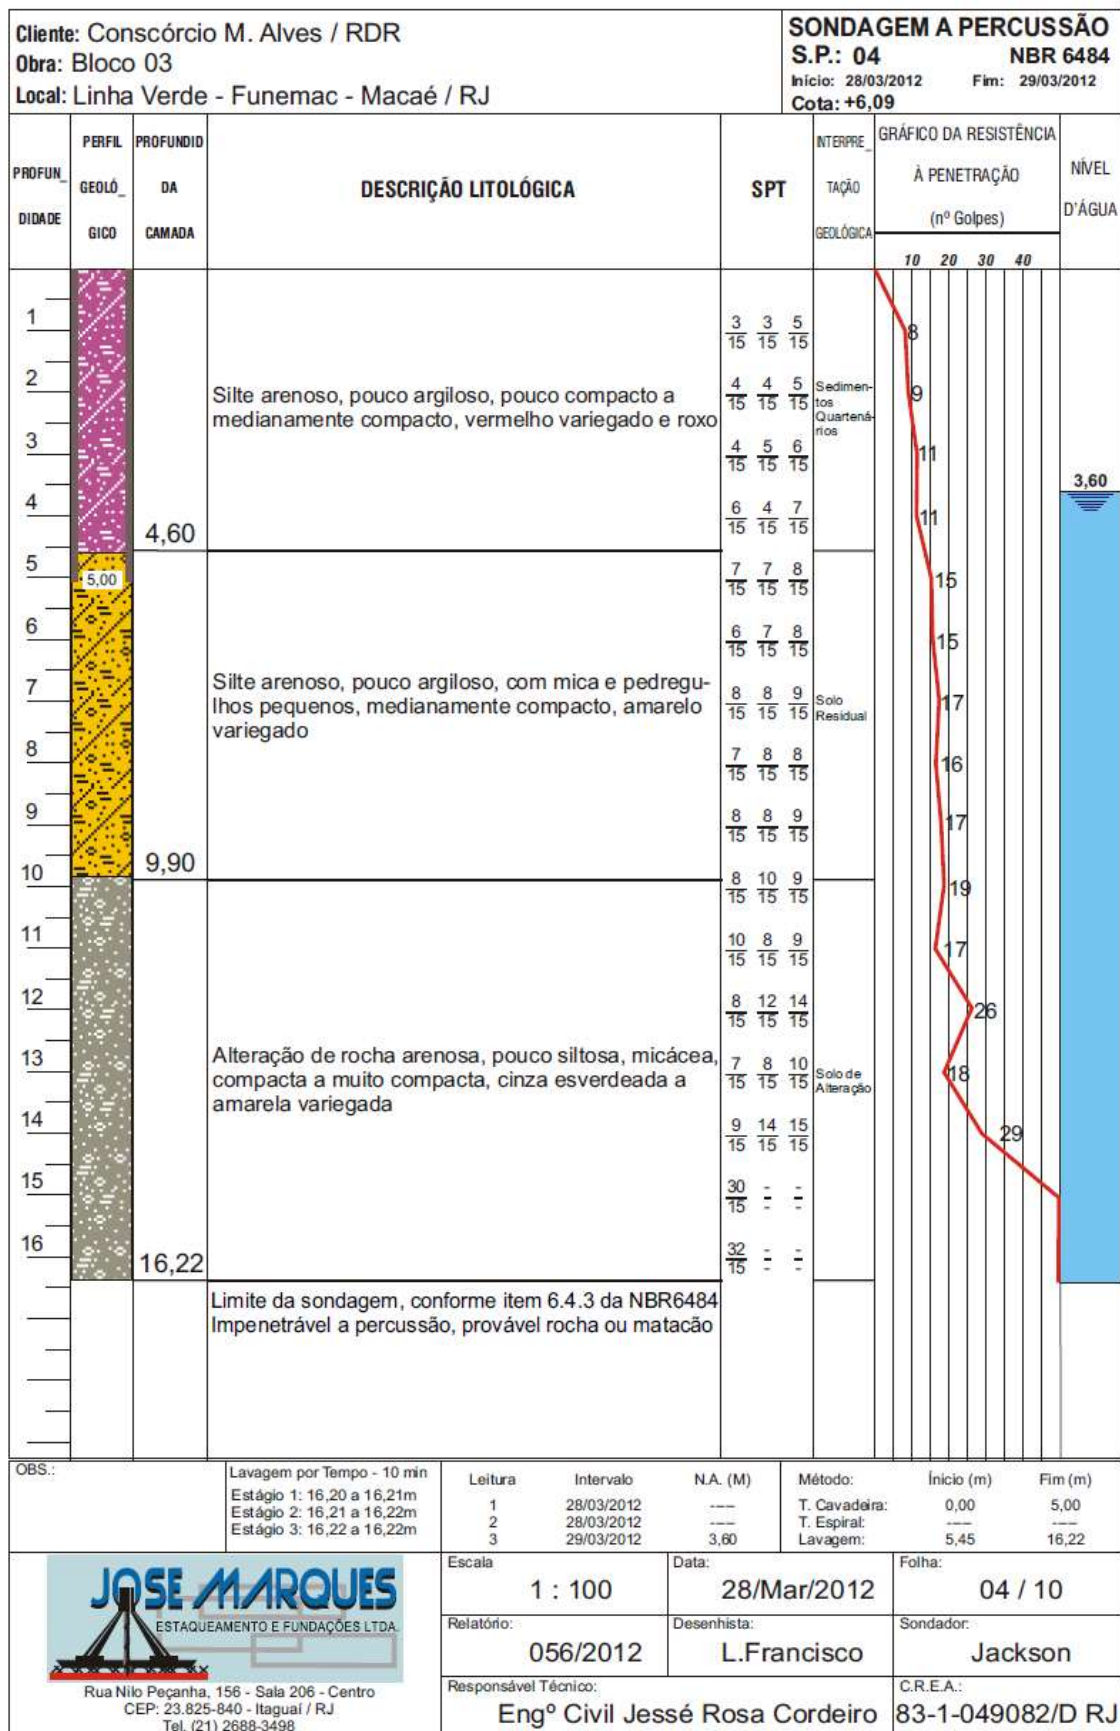 Cliente: Conscórcio M. Alves / RDR
Obra: Bloco 03
Local: Linha Verde - Funemac - Macaé / RJ
SONDAGEM A PERCUSSÃO
S.P.: 04 NBR 6484
Início: 28/03/2012 Fim: 29/03/2012
Cota: +6,09
PROFUN_
DIDADE
PERFIL
GEOLÓ_
GICO
PROFUNDID
DA
CAMADA
DESCRIÇÃO LITOLÓGICA
SPT
INTERPRE_
TAÇÃO
GEOLÓGICA
GRÁFICO DA RESISTÊNCIA
À PENETRAÇÃO
(nº Golpes)
10 20 30 40
NÍVEL
D'ÁGUA
1
3/15 3/15 5/15
8
2
4/15 4/15 5/15
9
Silte arenoso, pouco argiloso, pouco compacto a
medianamente compacto, vermelho variegado e roxo
Sedimen-
tos
Quartená-
rios
3
4/15 5/15 6/15
11
3,60
4
6/15 4/15 7/15
11
4,60
5
5,00
7/15 7/15 8/15
15
6
6/15 7/15 8/15
15
7
Silte arenoso, pouco argiloso, com mica e pedregu-
lhos pequenos, medianamente compacto, amarelo
variegado
8/15 8/15 9/15
Solo
Residual
17
8
7/15 8/15 8/15
16
9
8/15 8/15 9/15
17
9,90
10
8/15 10/15 9/15
19
11
10/15 8/15 9/15
17
12
8/15 12/15 14/15
26
13
Alteração de rocha arenosa, pouco siltosa, micácea,
compacta a muito compacta, cinza esverdeada a
amarela variegada
7/15 8/15 10/15
Solo de
Alteração
18
14
9/15 14/15 15/15
29
15
30/15 -/- -/-
16
32/15 -/- -/-
16,22
Limite da sondagem, conforme item 6.4.3 da NBR6484
Impenetrável a percussão, provável rocha ou matacão
OBS.:
Lavagem por Tempo - 10 min
Estágio 1: 16,20 a 16,21m
Estágio 2: 16,21 a 16,22m
Estágio 3: 16,22 a 16,22m
Leitura Intervalo N.A. (M)
1 28/03/2012 ----
2 28/03/2012 ----
3 29/03/2012 3,60
Método: Ínicio (m) Fim (m)
T. Cavadeira: 0,00 5,00
T. Espiral: ---- ----
Lavagem: 5,45 16,22
JOSE MARQUES
ESTAQUEAMENTO E FUNDAÇÕES LTDA.
Rua Nilo Peçanha, 156 - Sala 206 - Centro
CEP: 23.825-840 - Itaguaí / RJ
Tel. (21) 2688-3498
Escala
1 : 100
Data:
28/Mar/2012
Folha:
04 / 10
Relatório:
056/2012
Desenhista:
L.Francisco
Sondador:
Jackson
Responsável Técnico:
Engº Civil Jessé Rosa Cordeiro
C.R.E.A.:
83-1-049082/D RJ